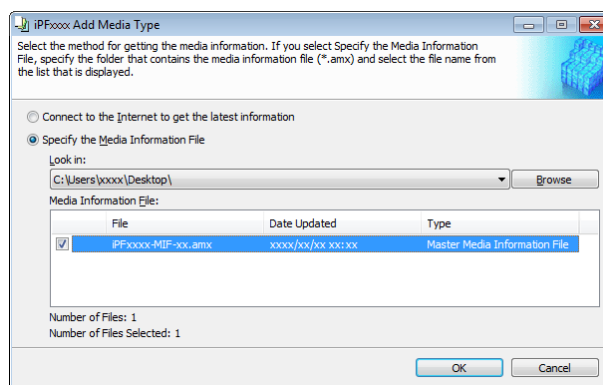 iPFxxxx Add Media Type
Select the method for getting the media information. If you select Specify the Media Information
File, specify the folder that contains the media information file (*.amx) and select the file name from
the list that is displayed.
Connect to the Internet to get the latest information
Specify the Media Information File
Look in:
C:\Users\xxxx\Desktop\
Browse
Media Information File:
File Date Updated Type
iPFxxxx-MIF-xx.amx xxxx/xx/xx xx:xx Master Media Information File
Number of Files: 1
Number of Files Selected: 1
OK Cancel